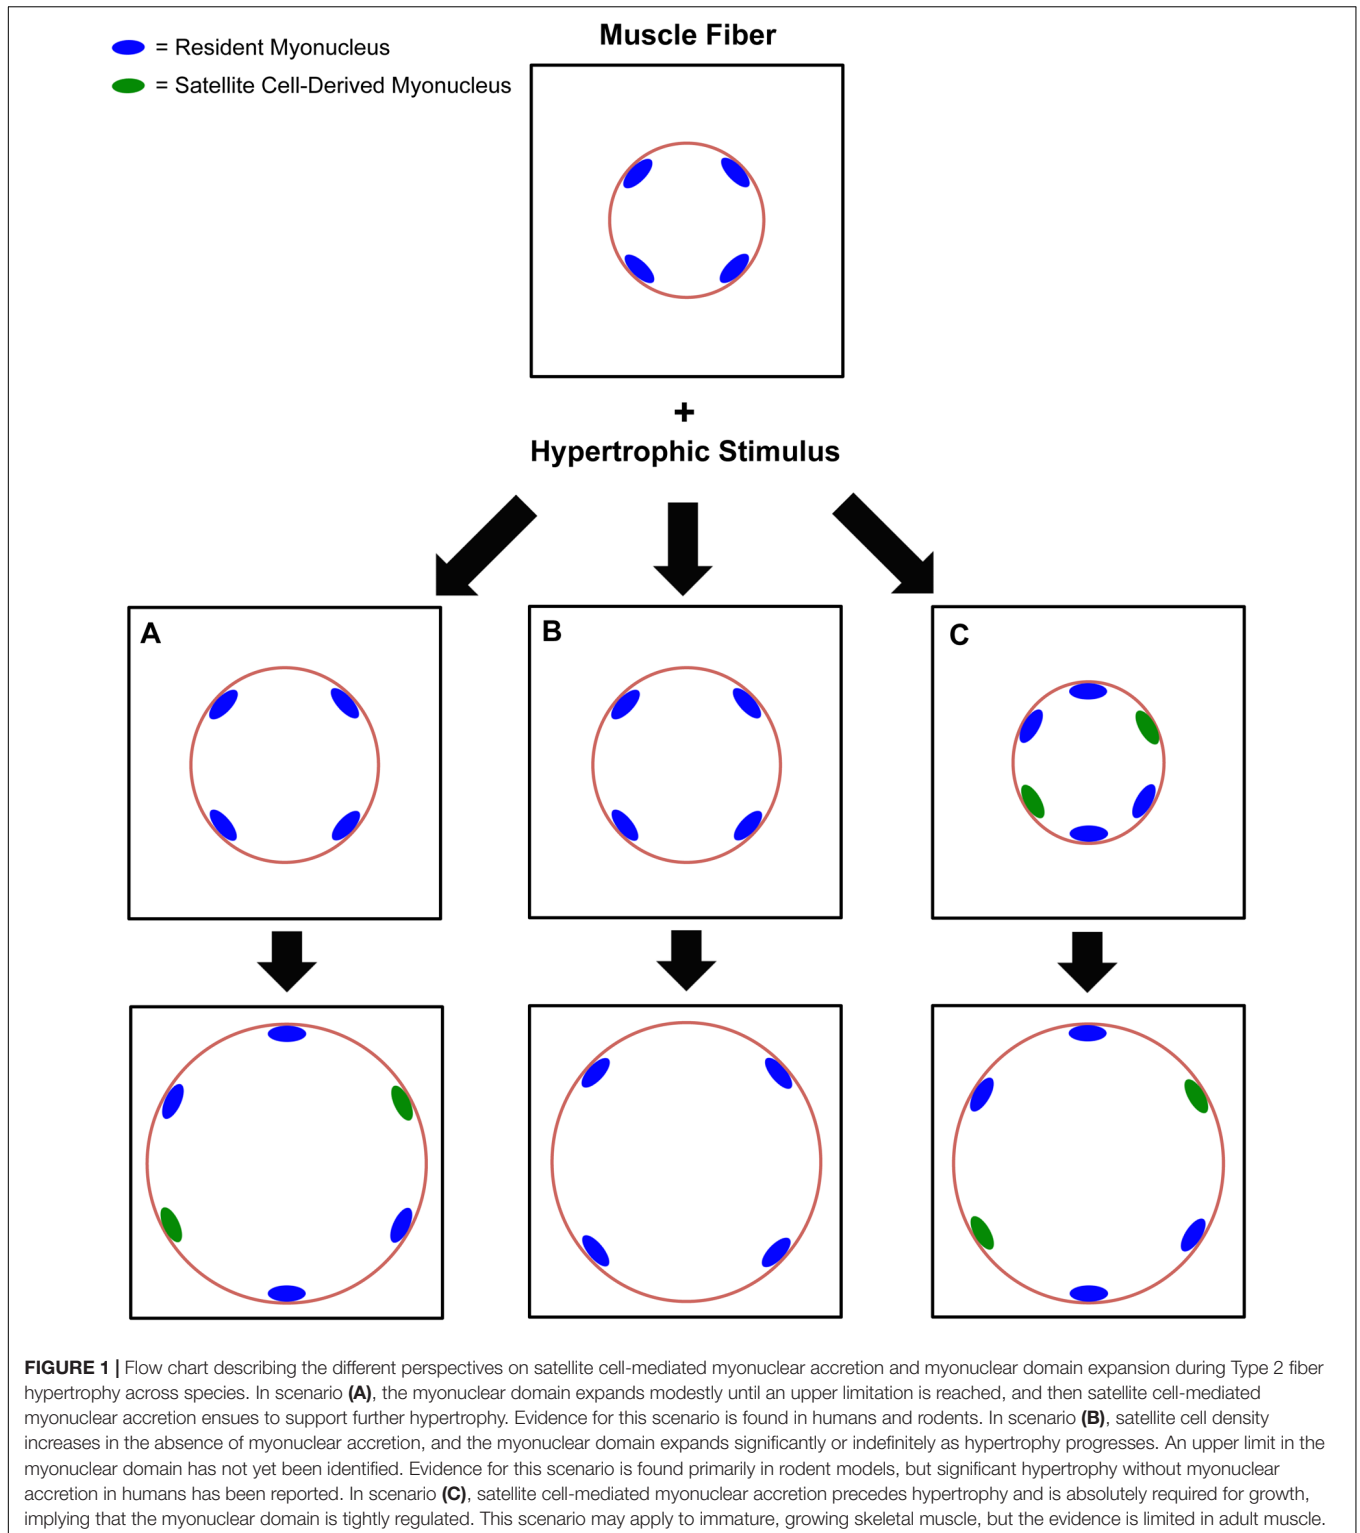 Muscle Fiber
= Resident Myonucleus
= Satellite Cell-Derived Myonucleus
+
Hypertrophic Stimulus
A
B
C
FIGURE 1 | Flow chart describing the different perspectives on satellite cell-mediated myonuclear accretion and myonuclear domain expansion during Type 2 fiber
hypertrophy across species. In scenario (A), the myonuclear domain expands modestly until an upper limitation is reached, and then satellite cell-mediated
myonuclear accretion ensues to support further hypertrophy. Evidence for this scenario is found in humans and rodents. In scenario (B), satellite cell density
increases in the absence of myonuclear accretion, and the myonuclear domain expands significantly or indefinitely as hypertrophy progresses. An upper limit in the
myonuclear domain has not yet been identified. Evidence for this scenario is found primarily in rodent models, but significant hypertrophy without myonuclear
accretion in humans has been reported. In scenario (C), satellite cell-mediated myonuclear accretion precedes hypertrophy and is absolutely required for growth,
implying that the myonuclear domain is tightly regulated. This scenario may apply to immature, growing skeletal muscle, but the evidence is limited in adult muscle.